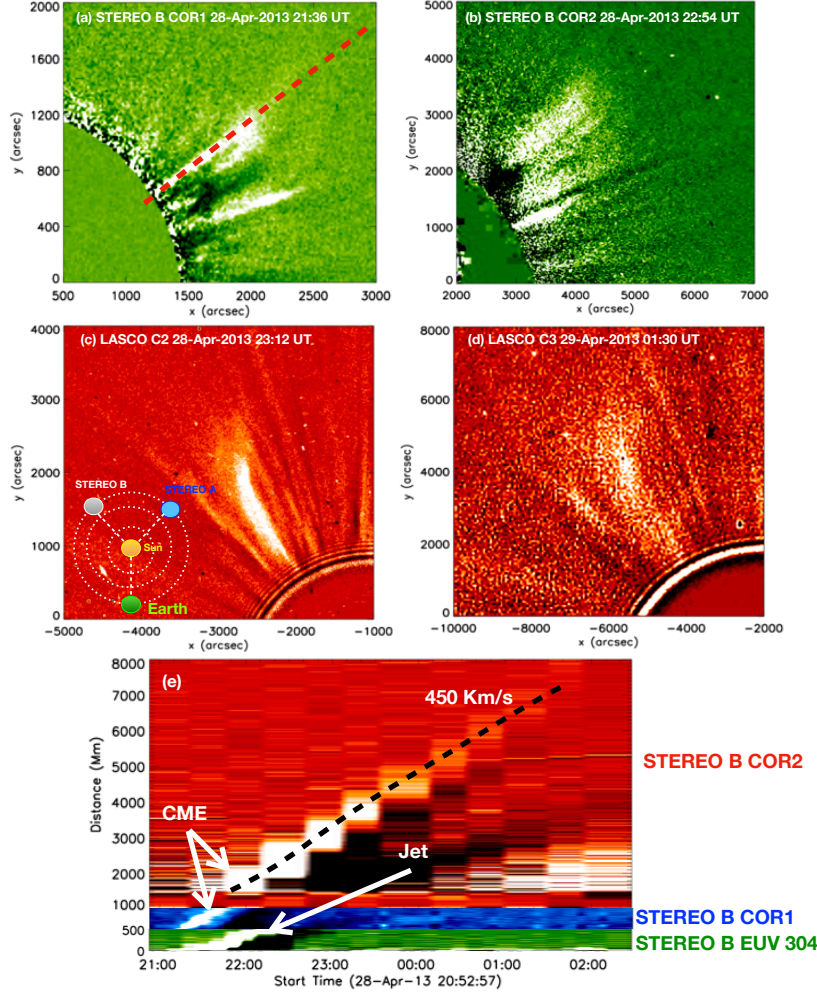 (a) STEREO B COR1 28-Apr-2013 21:36 UT
2000
1600
1200
800
400
0
y (arcsec)
500 1000 1500 2000 2500 3000
x (arcsec)
(b) STEREO B COR2 28-Apr-2013 22:54 UT
5000
4000
3000
2000
1000
0
y (arcsec)
2000 3000 4000 5000 6000 7000
x (arcsec)
(c) LASCO C2 28-Apr-2013 23:12 UT
4000
3000
2000
1000
0
y (arcsec)
STEREO B
STEREO A
Sun
Earth
-5000 -4000 -3000 -2000 -1000
x (arcsec)
(d) LASCO C3 29-Apr-2013 01:30 UT
8000
6000
4000
2000
0
y (arcsec)
-10000 -8000 -6000 -4000 -2000
x (arcsec)
(e)
8000
7000
6000
5000
4000
3000
2000
1000
500
0
Distance (Mm)
450 Km/s
CME
Jet
STEREO B COR2
STEREO B COR1
STEREO B EUV 304
21:00 22:00 23:00 00:00 01:00 02:00
Start Time (28-Apr-13 20:52:57)